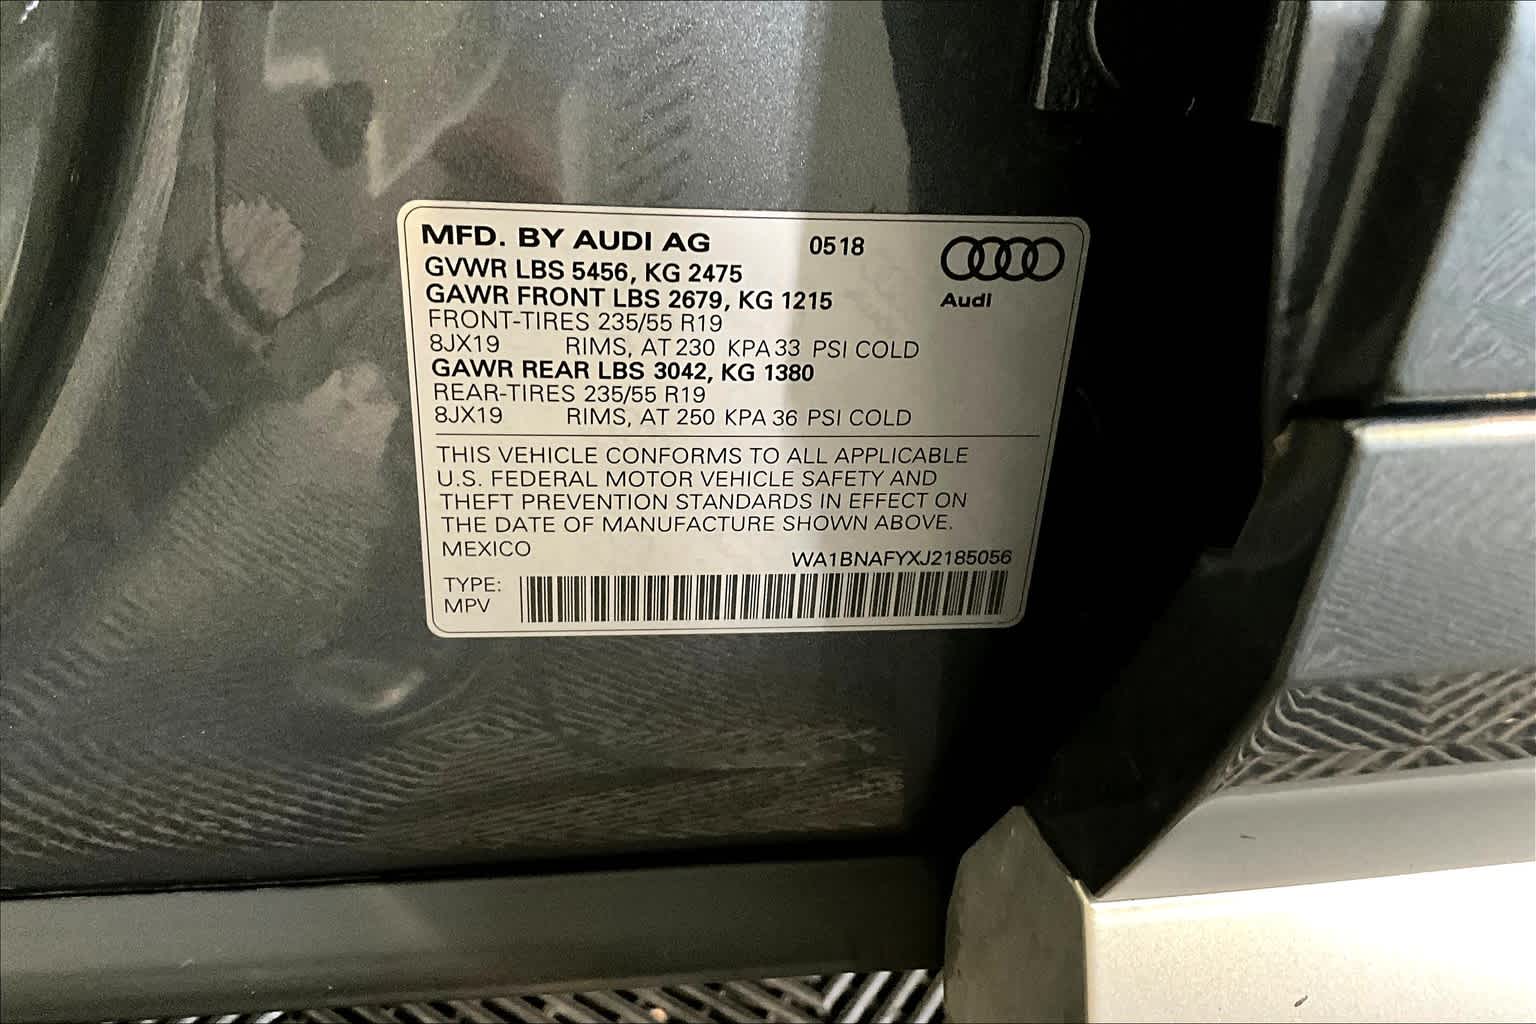 MFD. BY AUDI AG 0518
GVWR LBS 5456, KG 2475
GAWR FRONT LBS 2679, KG 1215
Audi
FRONT-TIRES 235/55 R19
8JX19 RIMS, AT 230 KPA 33 PSI COLD
GAWR REAR LBS 3042, KG 1380
REAR-TIRES 235/55 R19
8JX19 RIMS, AT 250 KPA 36 PSI COLD
THIS VEHICLE CONFORMS TO ALL APPLICABLE
U.S. FEDERAL MOTOR VEHICLE SAFETY AND
THEFT PREVENTION STANDARDS IN EFFECT ON
THE DATE OF MANUFACTURE SHOWN ABOVE.
MEXICO
WA1BNAFYXJ2185056
TYPE:
MPV